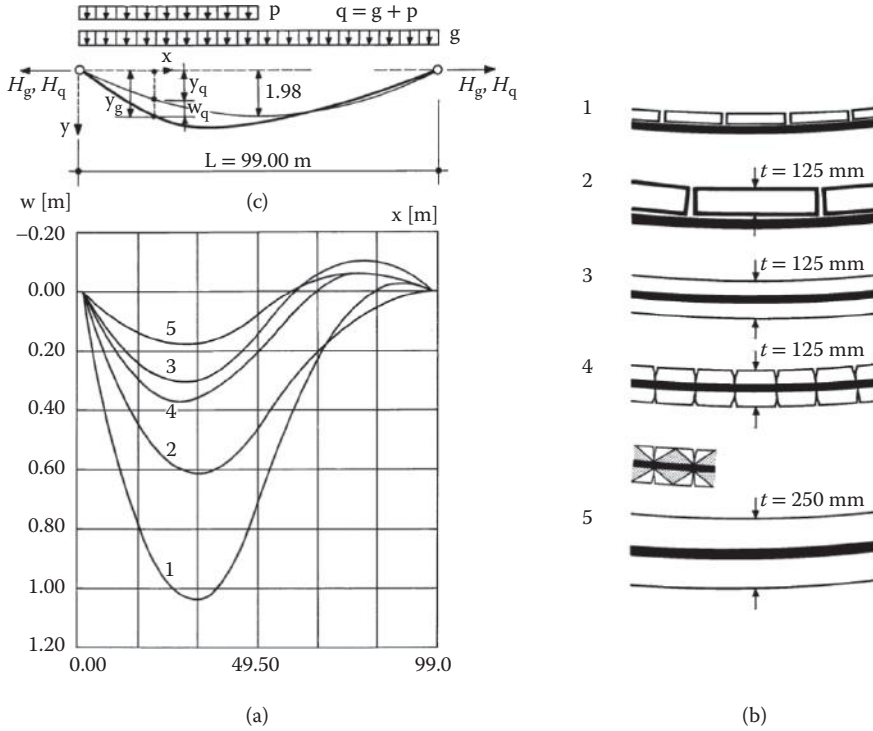 p
q = g + p
g
x
H_g, H_q
y_q
1.98
H_g, H_q
y_g
w_q
y
L = 99.00 m
(c)
w [m]
x [m]
−0.20
0.00
0.20
0.40
0.60
0.80
1.00
1.20
5
3
4
2
1
0.00
49.50
99.0
(a)
1
2
t = 125 mm
3
t = 125 mm
4
t = 125 mm
5
t = 250 mm
(b)